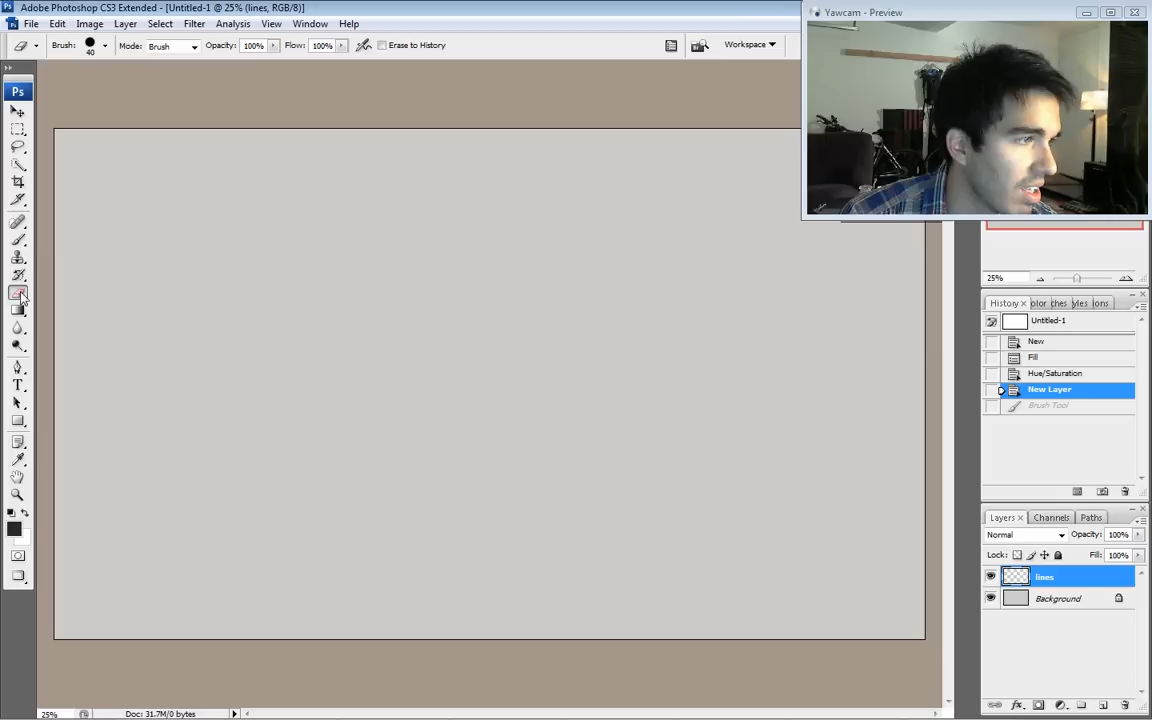 Adobe Photoshop CS3 Extended - [Untitled-1 @ 25% (lines, RGB/8)]
Yawcam - Preview
File Edit Image Layer Select Filter Analysis View Window Help
Brush: 40 Mode: Brush Opacity: 100% Flow: 100% Erase to History Workspace
Ps
25%
History olor ches yles ions
Untitled-1
New
Fill
Hue/Saturation
New Layer
Brush Tool
T
Layers Channels Paths
Normal Opacity: 100%
Lock: Fill: 100%
lines
Background
25% Doc: 31.7M/0 bytes